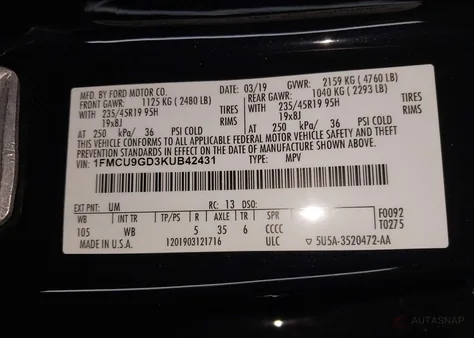 MFD. BY FORD MOTOR CO.
03/19 GVWR: 2159 KG (4760 LB)
FRONT GAWR: 1125 KG (2480 LB) REAR GAWR: 1040 KG (2293 LB)
WITH 235/45R19 95H TIRES WITH 235/45R19 95H TIRES
19x8J RIMS 19x8J RIMS
AT 250 kPa/ 36 PSI COLD AT 250 kPa/ 36 PSI COLD
THIS VEHICLE CONFORMS TO ALL APPLICABLE FEDERAL MOTOR VEHICLE SAFETY AND BUMPER AND THEFT
PREVENTION STANDARDS IN EFFECT ON THE DATE OF MANUFACTURE SHOWN ABOVE.
VIN: 1FMCU9GD3KUB42431 TYPE: MPV
EXT PNT: UM RC: 13 DSO: F0092
WB INT TR TP/PS R AXLE TR SPR T0275
105 WB 5 35 6 CCCC
MADE IN U.S.A. 1201903121716 ULC ▽ 5U5A-3520472-AA
AUTASNAP